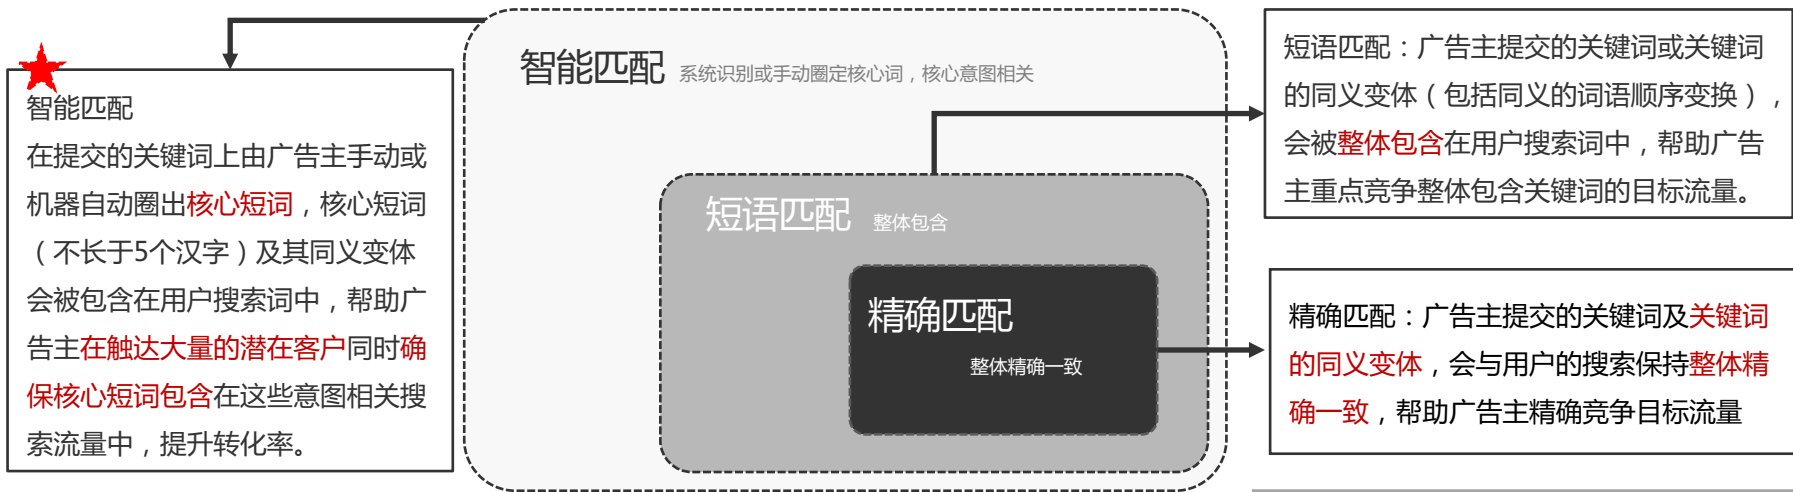 智能匹配
在提交的关键词上由广告主手动或
机器自动圈出核心短词，核心短词
（不长于5个汉字）及其同义变体
会被包含在用户搜索词中，帮助广
告主在触达大量的潜在客户同时确
保核心短词包含在这些意图相关搜
索流量中，提升转化率。
智能匹配 系统识别或手动圈定核心词，核心意图相关
短语匹配 整体包含
精确匹配
整体精确一致
短语匹配：广告主提交的关键词或关键词
的同义变体（包括同义的词语顺序变换），
会被整体包含在用户搜索词中，帮助广告
主重点竞争整体包含关键词的目标流量。
精确匹配：广告主提交的关键词及关键词
的同义变体，会与用户的搜索保持整体精
确一致，帮助广告主精确竞争目标流量